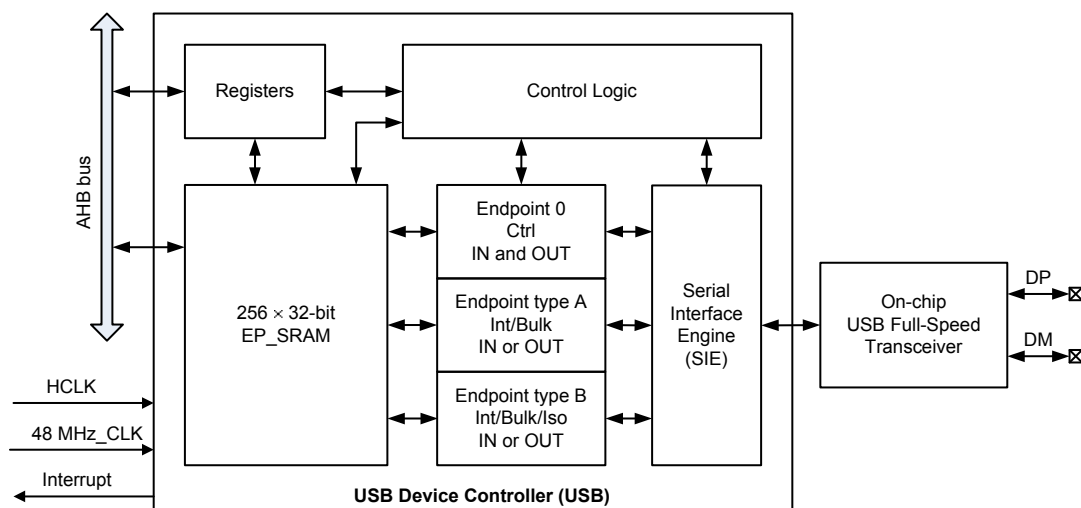 AHB bus
Registers
Control Logic
256 × 32-bit
EP_SRAM
Endpoint 0
Ctrl
IN and OUT
Endpoint type A
Int/Bulk
IN or OUT
Endpoint type B
Int/Bulk/Iso
IN or OUT
Serial
Interface
Engine
(SIE)
On-chip
USB Full-Speed
Transceiver
DP
DM
HCLK
48 MHz_CLK
Interrupt
USB Device Controller (USB)